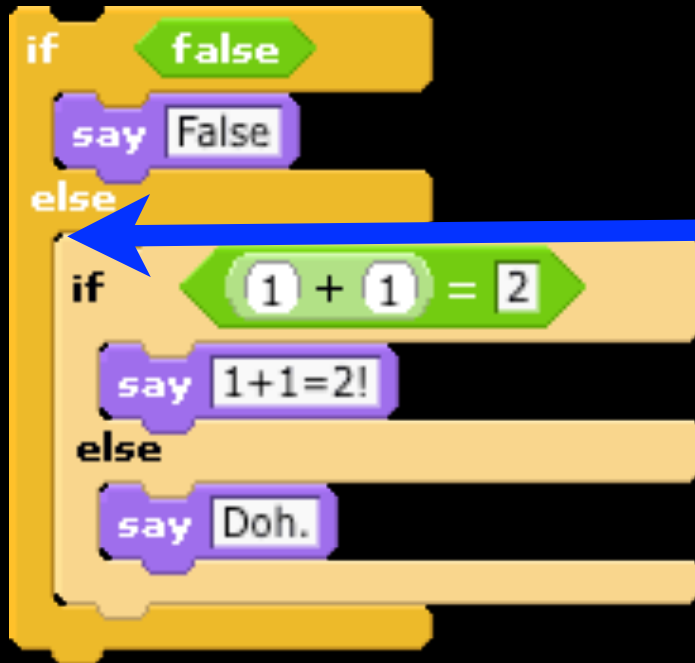 if false
say False
else
if 1 + 1 = 2
say 1+1=2!
else
say Doh.